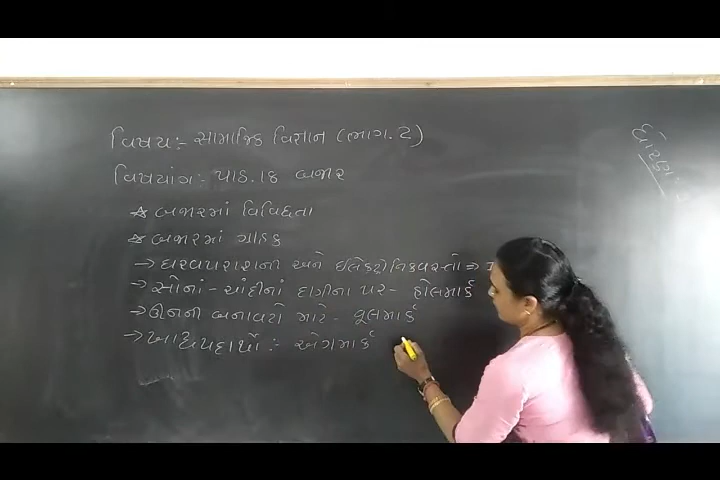 વિષય:- સામાજિક વિજ્ઞાન (ભાગ.2)
વિષયાંગ:- પાઠ.18 બજાર
☆ બજારમાં વિવિધતા
☆ બજારમાં ગ્રાહક
→ ઘરવપરાશની અને ઇલેક્ટ્રોનિકવસ્તુઓ ⇒
→ સોનાં - ચાંદીનાં દાગીના પર - હોલમાર્ક
→ ઊનની બનાવટો માટે - વૂલમાર્ક
→ ખાદ્યપદાર્થો :- એગમાર્ક
ધોરણ:-